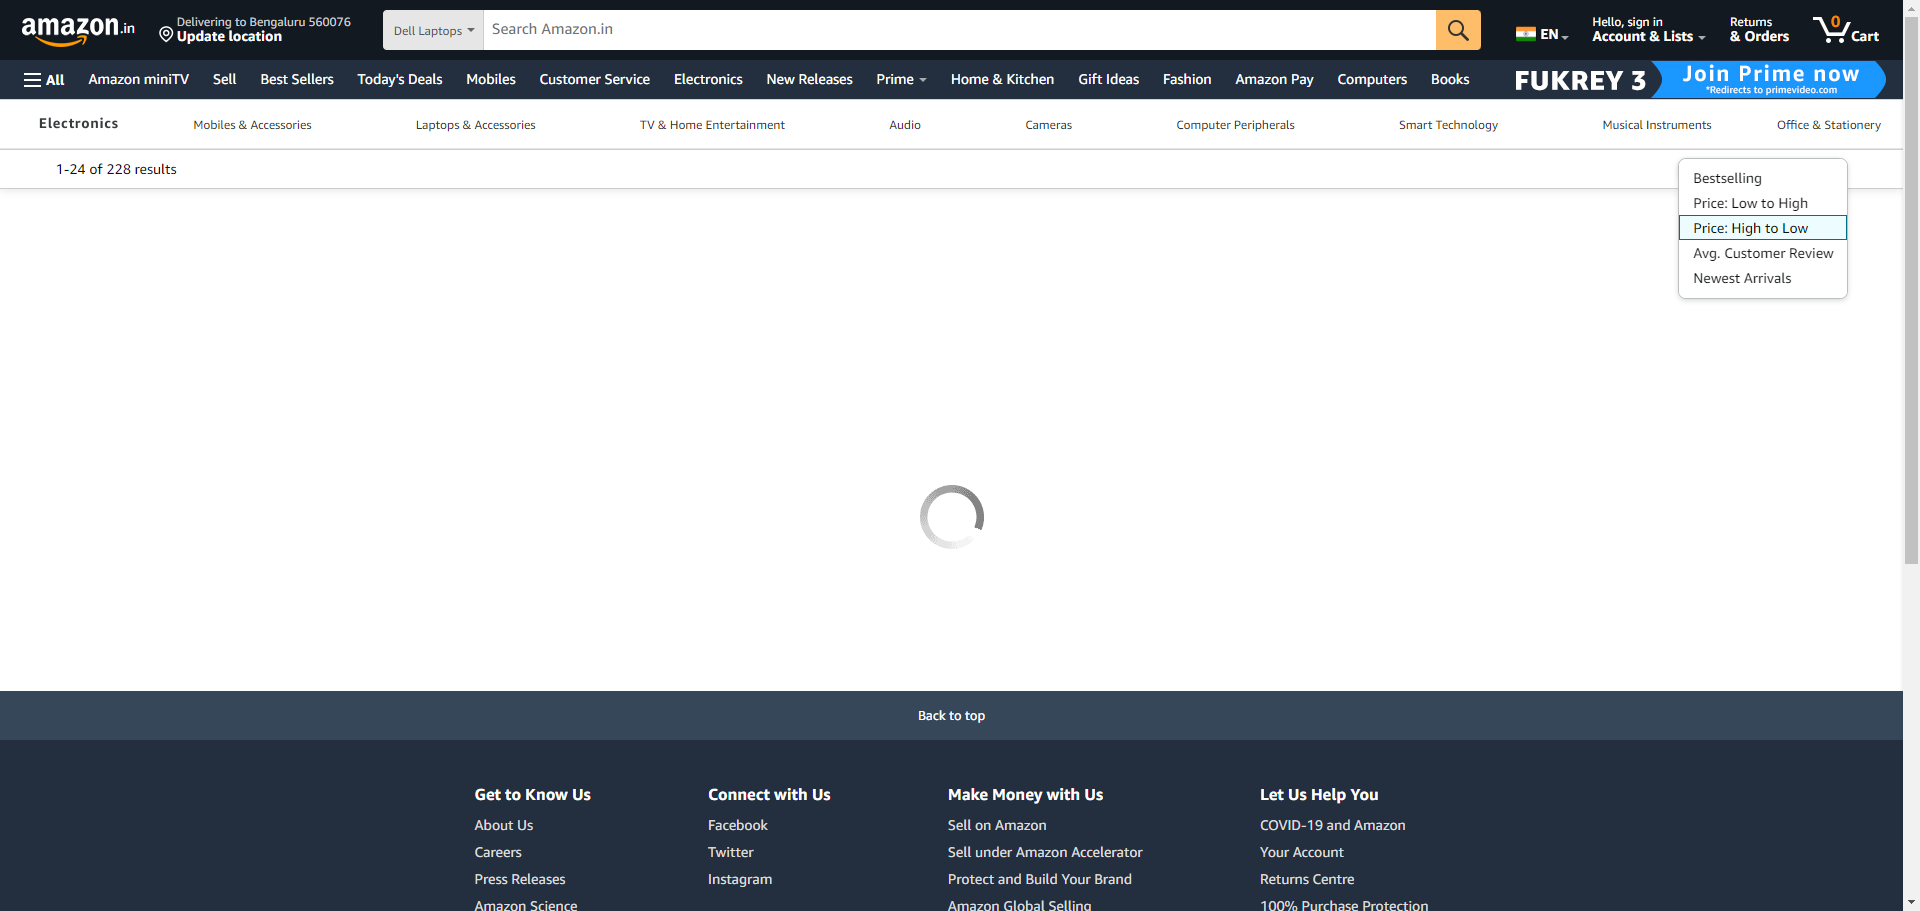 amazon.in
Delivering to Bengaluru 560076
Update location
Dell Laptops
Search Amazon.in
EN
Hello, sign in
Account & Lists
Returns
& Orders
0
Cart
All
Amazon miniTV
Sell
Best Sellers
Today's Deals
Mobiles
Customer Service
Electronics
New Releases
Prime
Home & Kitchen
Gift Ideas
Fashion
Amazon Pay
Computers
Books
FUKREY 3
Join Prime now
*Redirects to primevideo.com
Electronics
Mobiles & Accessories
Laptops & Accessories
TV & Home Entertainment
Audio
Cameras
Computer Peripherals
Smart Technology
Musical Instruments
Office & Stationery
1-24 of 228 results
Bestselling
Price: Low to High
Price: High to Low
Avg. Customer Review
Newest Arrivals
Back to top
Get to Know Us
About Us
Careers
Press Releases
Amazon Science
Connect with Us
Facebook
Twitter
Instagram
Make Money with Us
Sell on Amazon
Sell under Amazon Accelerator
Protect and Build Your Brand
Amazon Global Selling
Let Us Help You
COVID-19 and Amazon
Your Account
Returns Centre
100% Purchase Protection